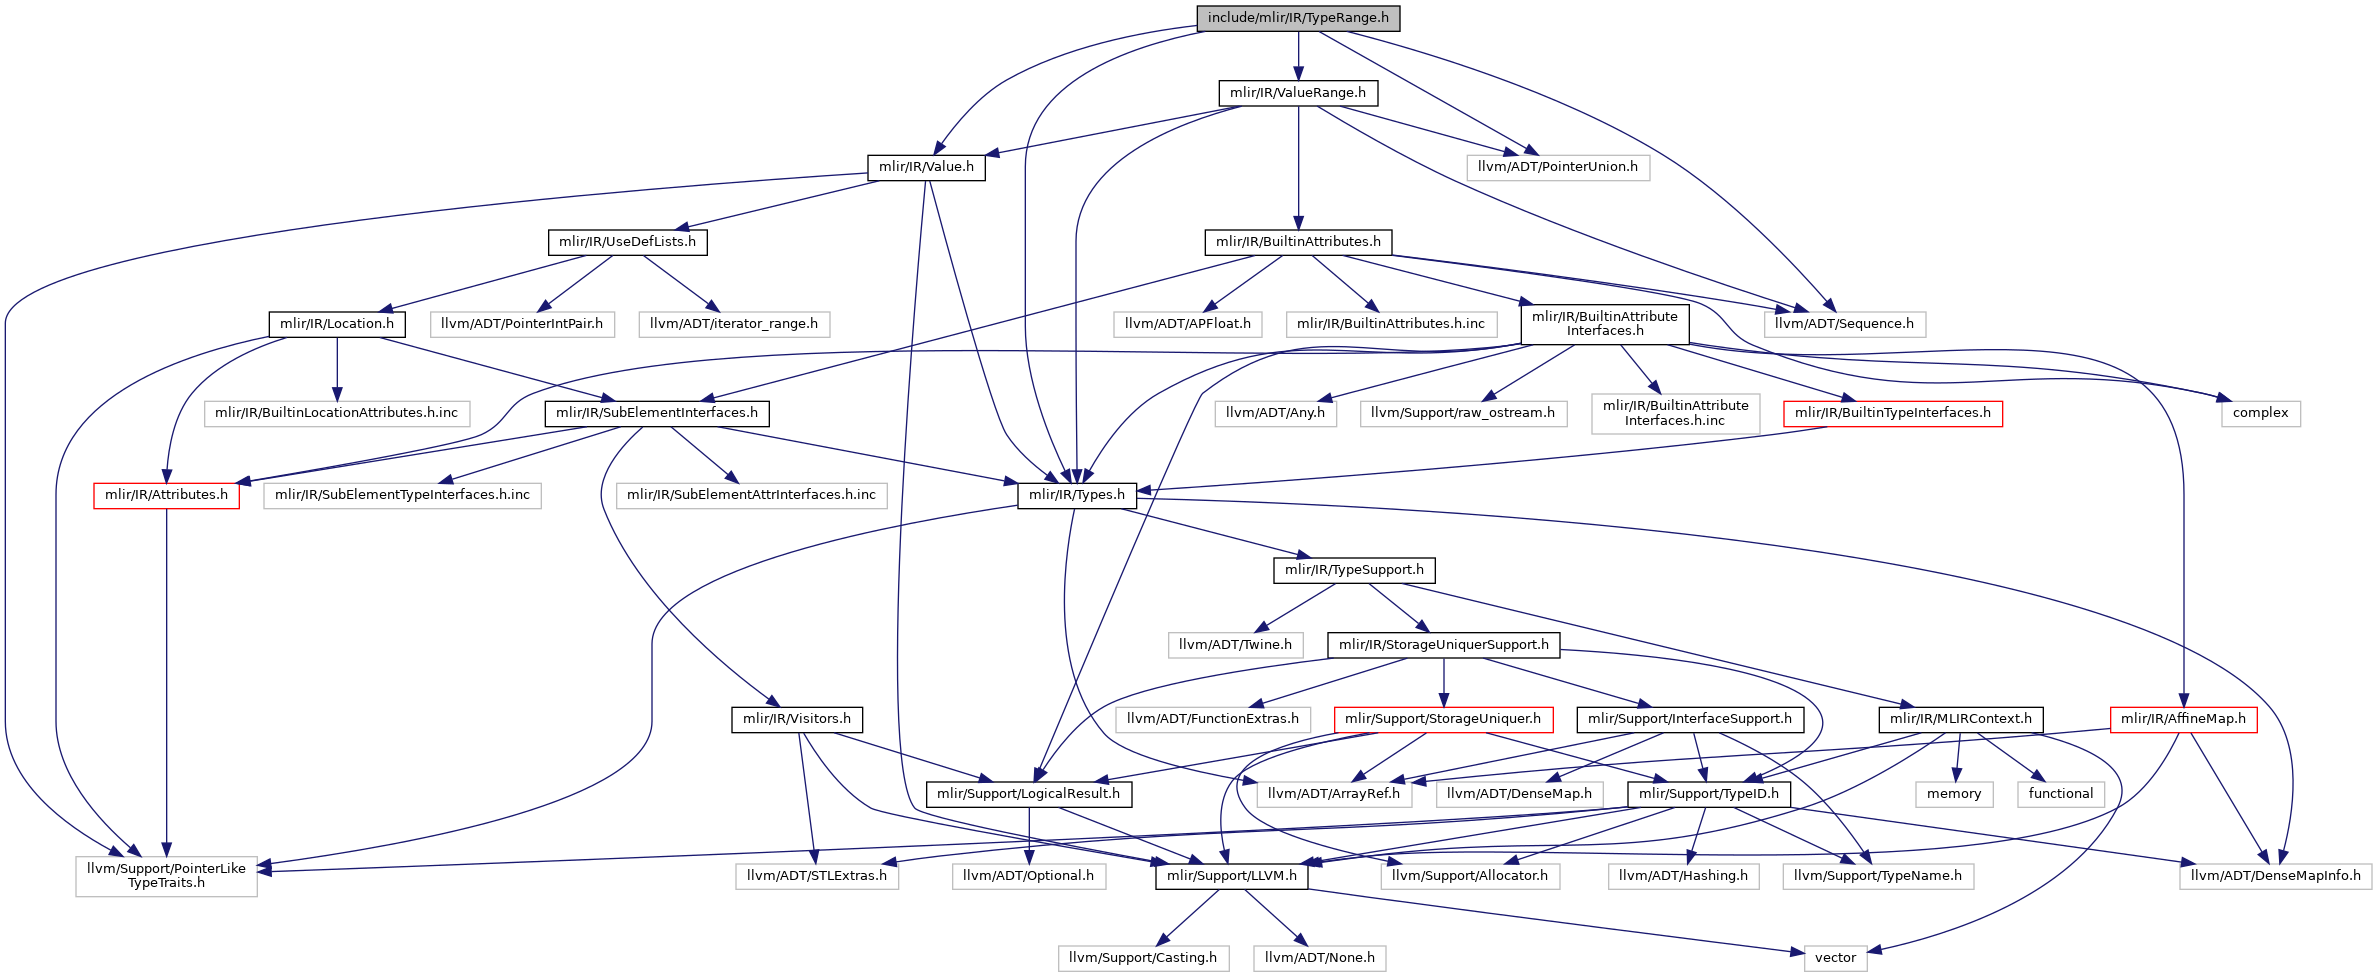 include/mlir/IR/TypeRange.h
mlir/IR/ValueRange.h
mlir/IR/Value.h
llvm/ADT/PointerUnion.h
mlir/IR/UseDefLists.h
mlir/IR/BuiltinAttributes.h
mlir/IR/Location.h
llvm/ADT/PointerIntPair.h
llvm/ADT/iterator_range.h
llvm/ADT/APFloat.h
mlir/IR/BuiltinAttributes.h.inc
mlir/IR/BuiltinAttribute
Interfaces.h
llvm/ADT/Sequence.h
mlir/IR/BuiltinLocationAttributes.h.inc
mlir/IR/SubElementInterfaces.h
llvm/ADT/Any.h
llvm/Support/raw_ostream.h
mlir/IR/BuiltinAttribute
Interfaces.h.inc
mlir/IR/BuiltinTypeInterfaces.h
complex
mlir/IR/Attributes.h
mlir/IR/SubElementTypeInterfaces.h.inc
mlir/IR/SubElementAttrInterfaces.h.inc
mlir/IR/Types.h
mlir/IR/TypeSupport.h
llvm/ADT/Twine.h
mlir/IR/StorageUniquerSupport.h
mlir/IR/Visitors.h
llvm/ADT/FunctionExtras.h
mlir/Support/StorageUniquer.h
mlir/Support/InterfaceSupport.h
mlir/IR/MLIRContext.h
mlir/IR/AffineMap.h
mlir/Support/LogicalResult.h
llvm/ADT/ArrayRef.h
llvm/ADT/DenseMap.h
mlir/Support/TypeID.h
memory
functional
llvm/Support/PointerLike
TypeTraits.h
llvm/ADT/STLExtras.h
llvm/ADT/Optional.h
mlir/Support/LLVM.h
llvm/Support/Allocator.h
llvm/ADT/Hashing.h
llvm/Support/TypeName.h
llvm/ADT/DenseMapInfo.h
llvm/Support/Casting.h
llvm/ADT/None.h
vector